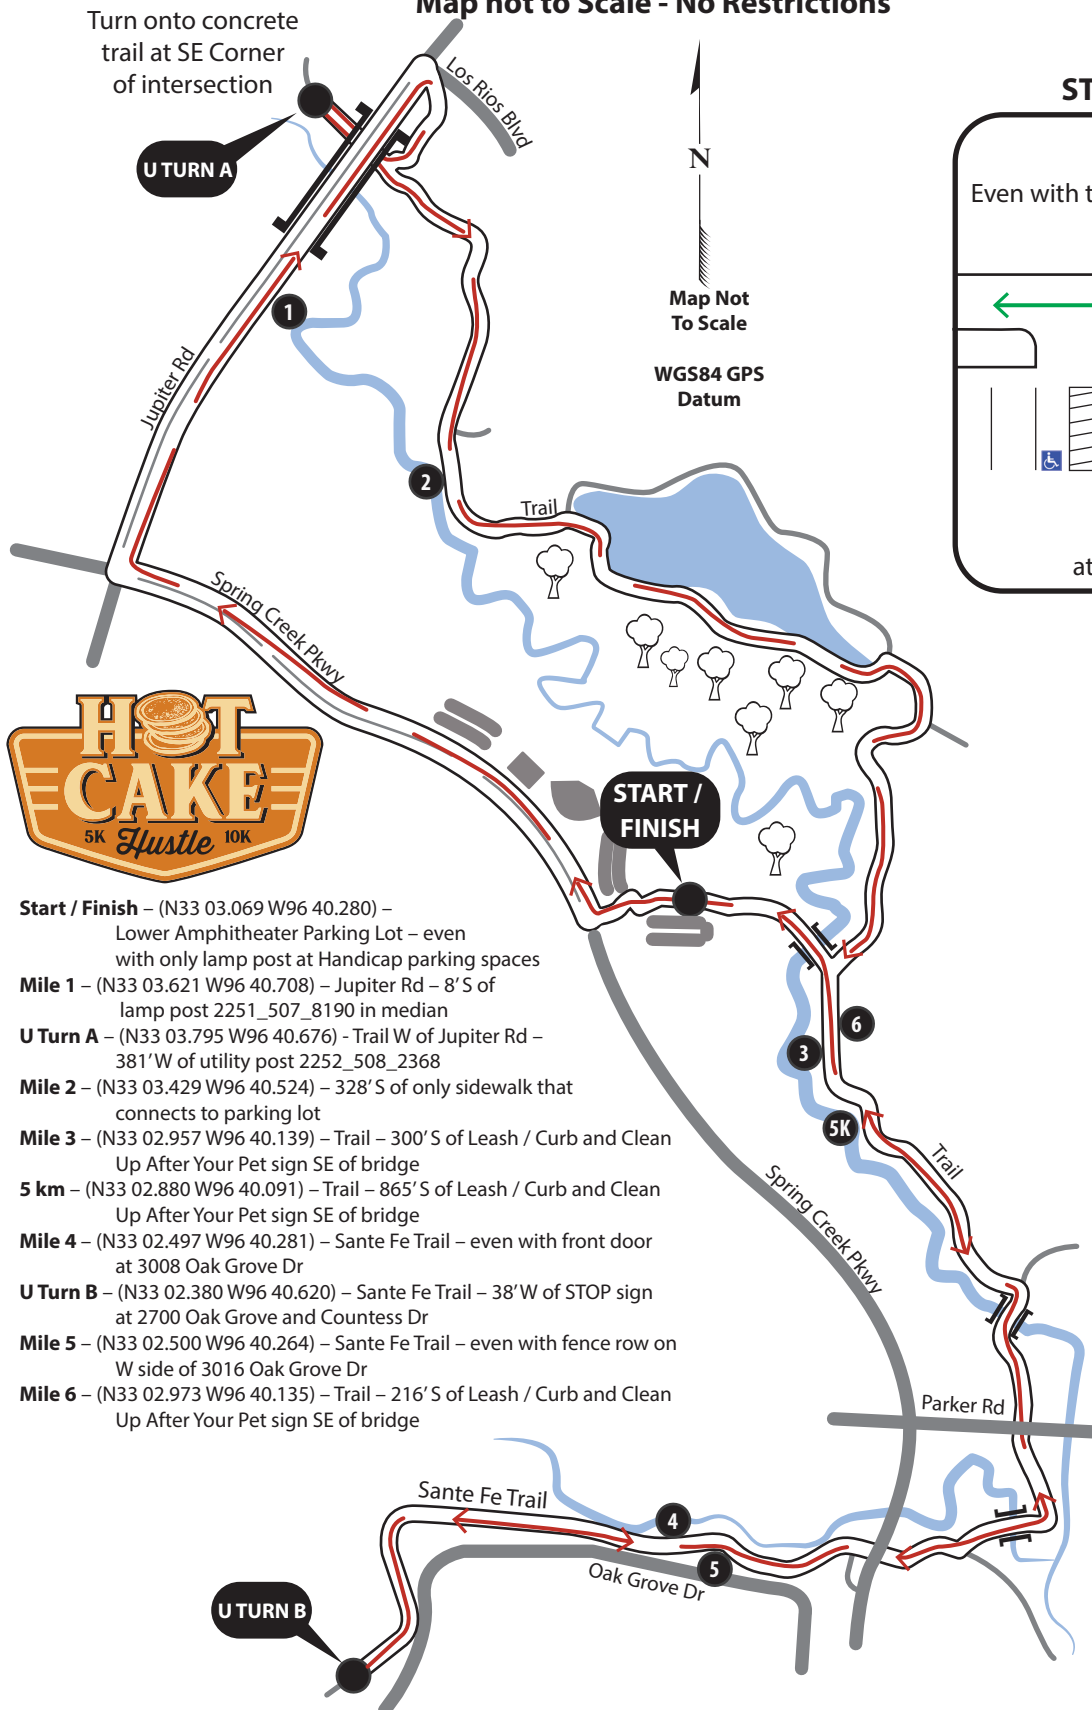 Map not to Scale - No Restrictions
Turn onto concrete
trail at SE Corner
of intersection
Los Rios Blvd
U TURN A
N
Map Not
To Scale
WGS84 GPS
Datum
Even with t
at
1
Jupiter Rd
2
Trail
Spring Creek Pkwy
HOT
CAKE
5K Hustle 10K
START /
FINISH
Start / Finish – (N33 03.069 W96 40.280) –
Lower Amphitheater Parking Lot – even
with only lamp post at Handicap parking spaces
Mile 1 – (N33 03.621 W96 40.708) – Jupiter Rd – 8' S of
lamp post 2251_507_8190 in median
U Turn A – (N33 03.795 W96 40.676) - Trail W of Jupiter Rd –
381' W of utility post 2252_508_2368
Mile 2 – (N33 03.429 W96 40.524) – 328' S of only sidewalk that
connects to parking lot
Mile 3 – (N33 02.957 W96 40.139) – Trail – 300' S of Leash / Curb and Clean
Up After Your Pet sign SE of bridge
5 km – (N33 02.880 W96 40.091) – Trail – 865' S of Leash / Curb and Clean
Up After Your Pet sign SE of bridge
Mile 4 – (N33 02.497 W96 40.281) – Sante Fe Trail – even with front door
at 3008 Oak Grove Dr
U Turn B – (N33 02.380 W96 40.620) – Sante Fe Trail – 38' W of STOP sign
at 2700 Oak Grove and Countess Dr
Mile 5 – (N33 02.500 W96 40.264) – Sante Fe Trail – even with fence row on
W side of 3016 Oak Grove Dr
Mile 6 – (N33 02.973 W96 40.135) – Trail – 216' S of Leash / Curb and Clean
Up After Your Pet sign SE of bridge
6
3
5K
Trail
Spring Creek Pkwy
Parker Rd
Sante Fe Trail
4
5
Oak Grove Dr
U TURN B